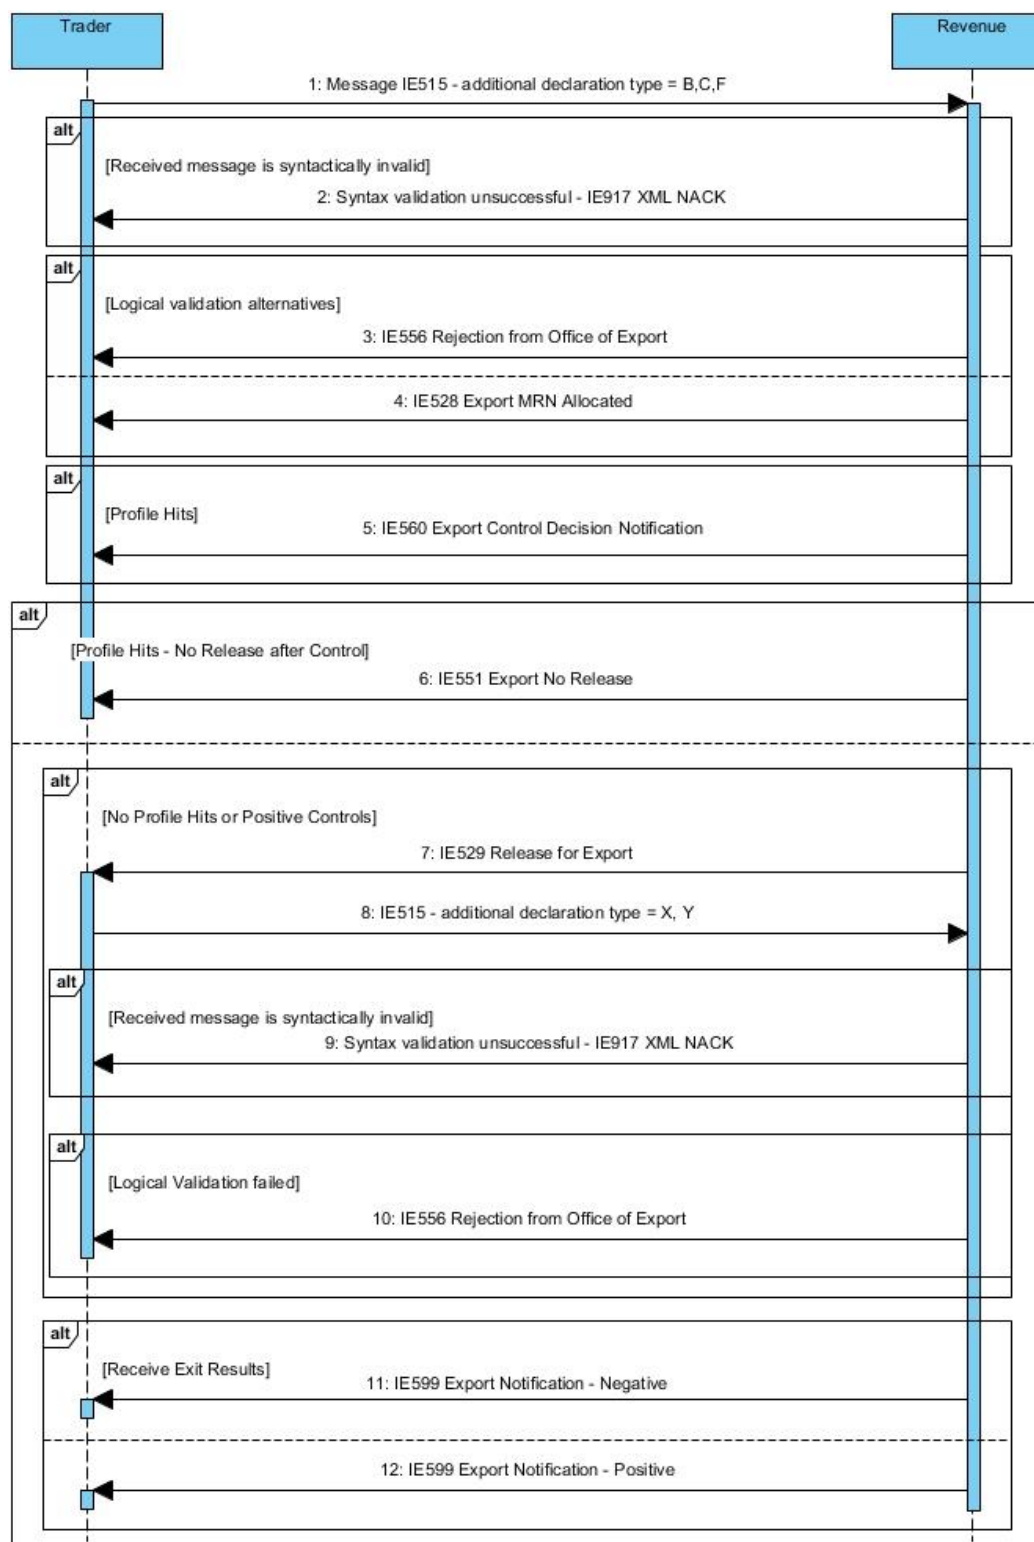 Trader
Revenue
1: Message IE515 - additional declaration type = B,C,F
alt
[Received message is syntactically invalid]
2: Syntax validation unsuccessful - IE917 XML NACK
alt
[Logical validation alternatives]
3: IE556 Rejection from Office of Export
4: IE528 Export MRN Allocated
alt
[Profile Hits]
5: IE560 Export Control Decision Notification
alt
[Profile Hits - No Release after Control]
6: IE551 Export No Release
alt
[No Profile Hits or Positive Controls]
7: IE529 Release for Export
8: IE515 - additional declaration type = X, Y
alt
[Received message is syntactically invalid]
9: Syntax validation unsuccessful - IE917 XML NACK
alt
[Logical Validation failed]
10: IE556 Rejection from Office of Export
alt
[Receive Exit Results]
11: IE599 Export Notification - Negative
12: IE599 Export Notification - Positive